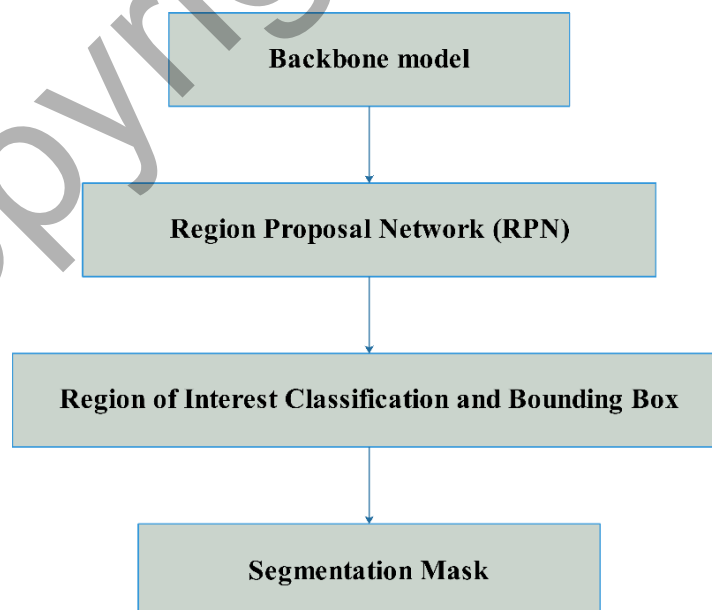 Backbone model
Region Proposal Network (RPN)
Region of Interest Classification and Bounding Box
Segmentation Mask